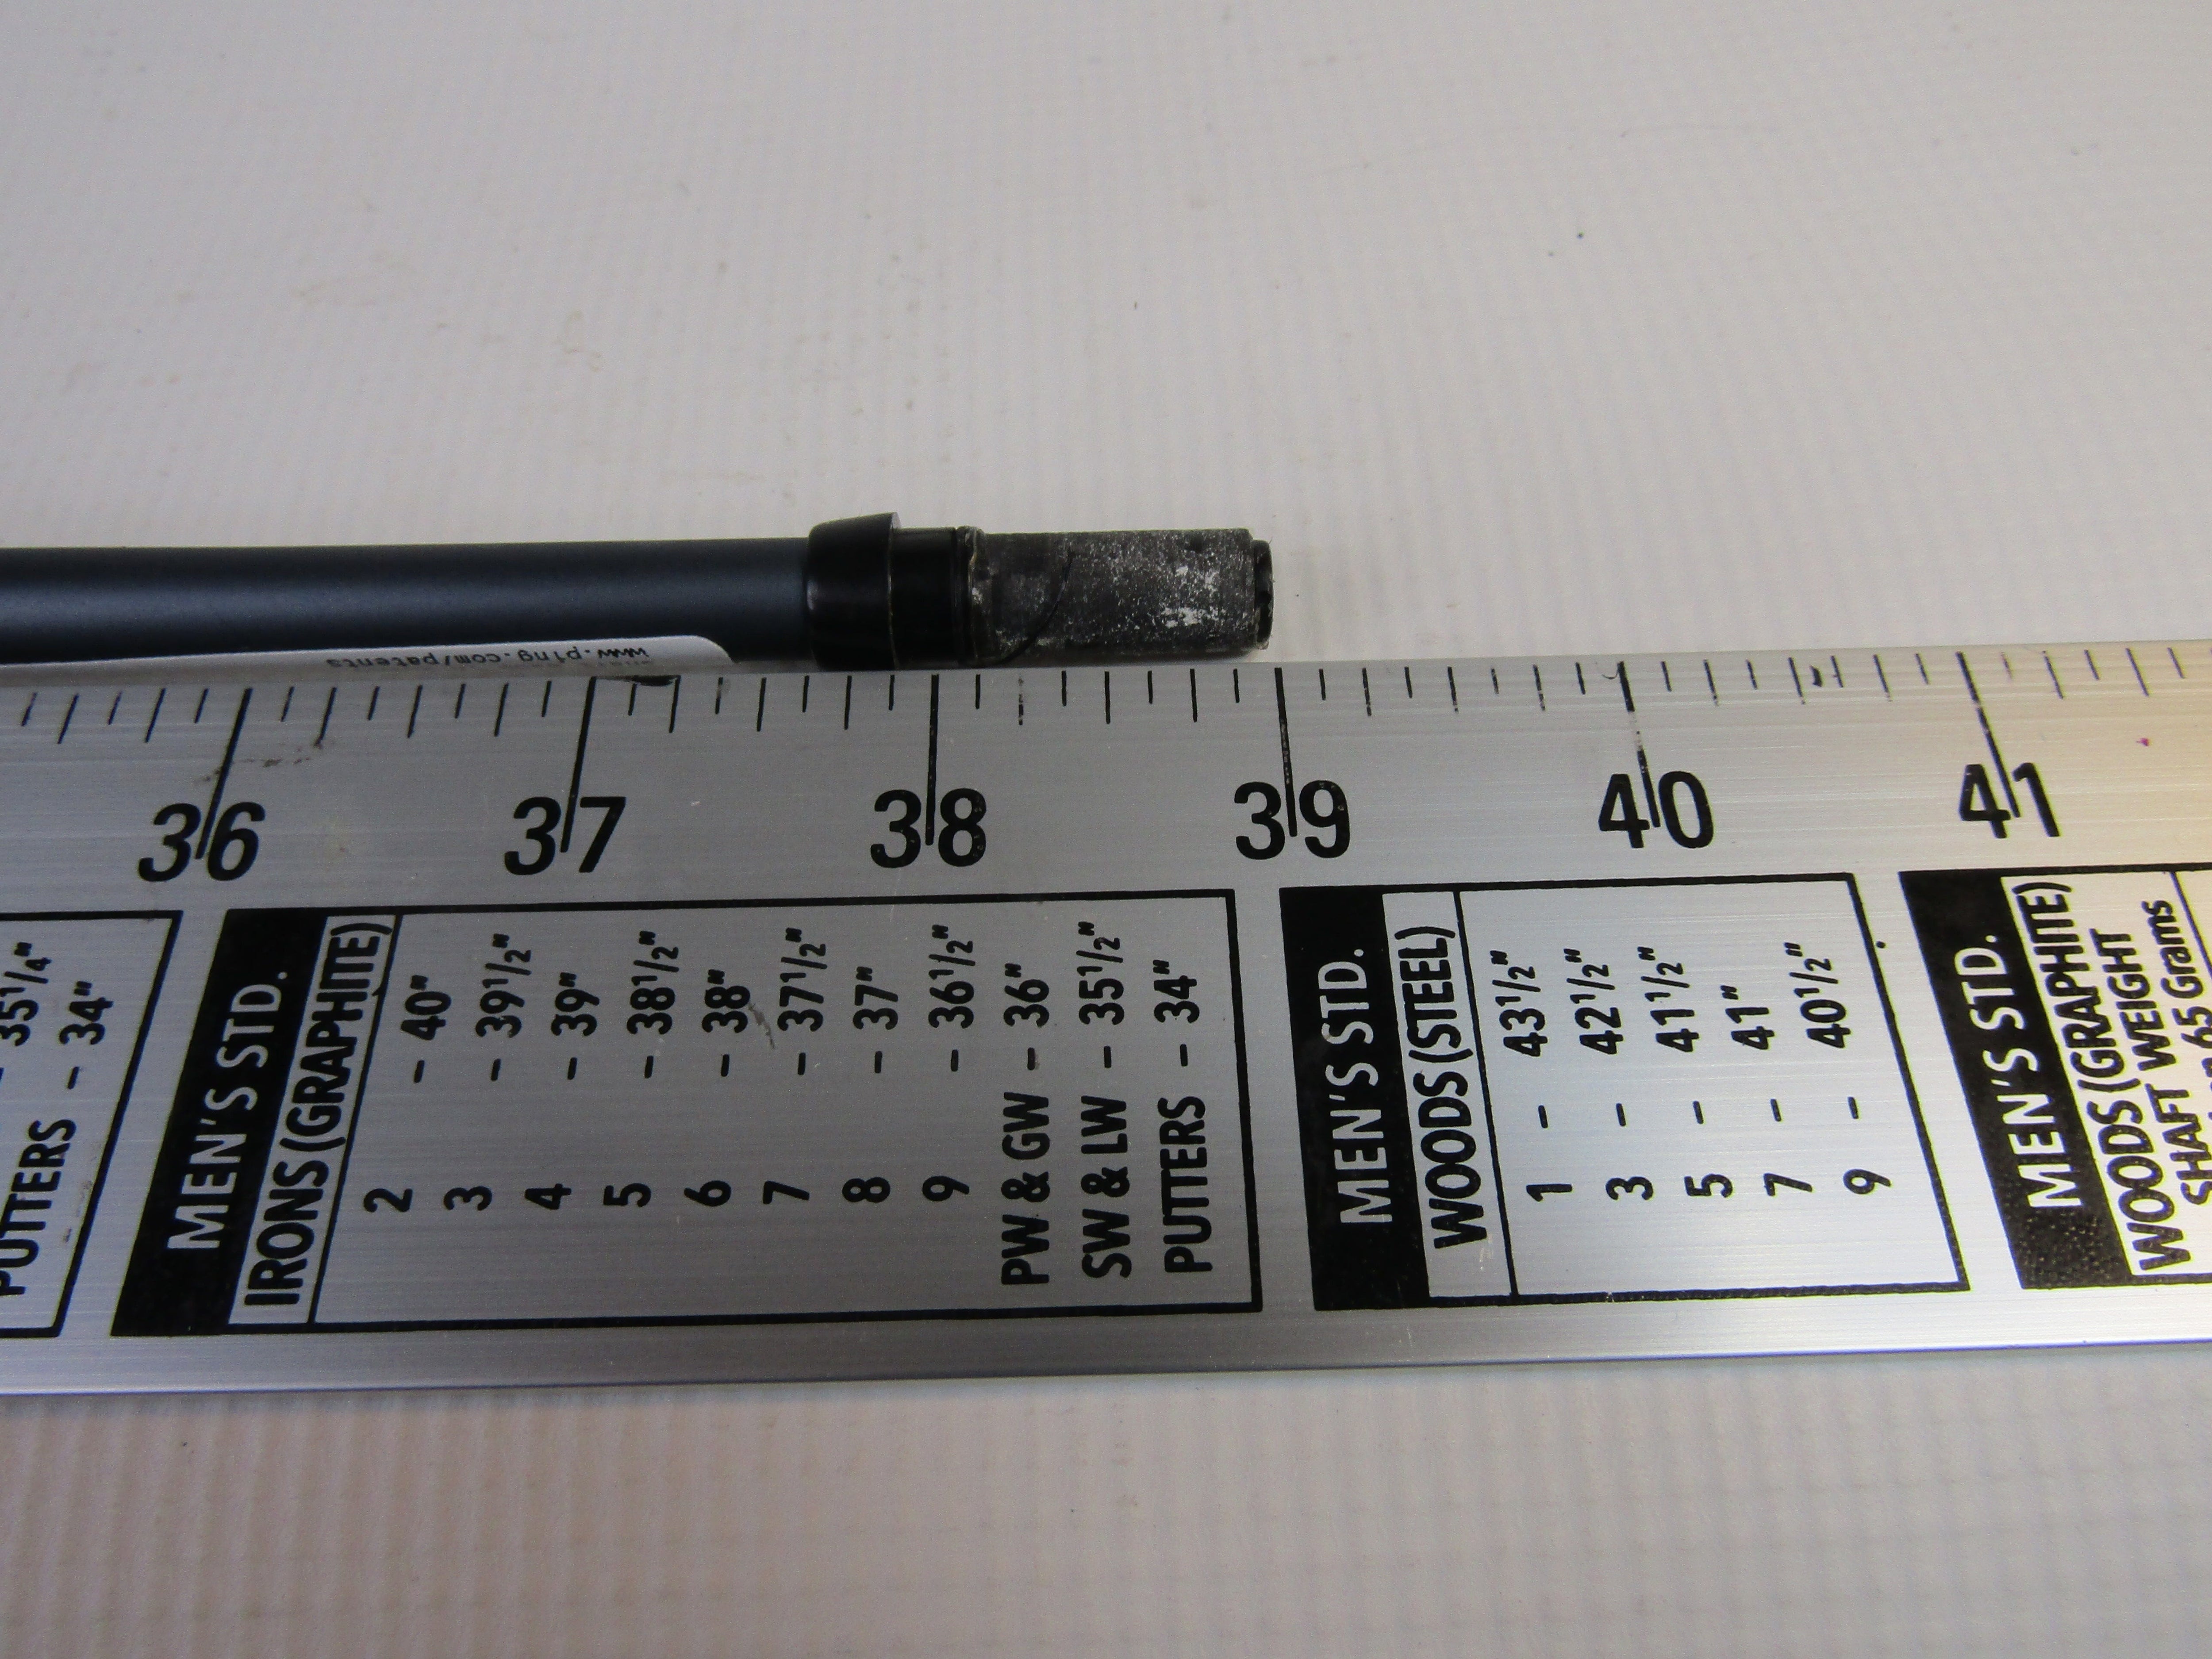 www.ping.com/patents
36 37 38 39 40 41
35 1/4"
PUTTERS - 34"
MEN'S STD.
IRONS (GRAPHITE)
2 - 40"
3 - 39 1/2"
4 - 39"
5 - 38 1/2"
6 - 38"
7 - 37 1/2"
8 - 37"
9 - 36 1/2"
PW & GW - 36"
SW & LW - 35 1/2"
PUTTERS - 34"
MEN'S STD.
WOODS (STEEL)
1 - 43 1/2"
3 - 42 1/2"
5 - 41 1/2"
7 - 41"
9 - 40 1/2"
MEN'S STD.
WOODS (GRAPHITE)
SHAFT WEIGHT
65 Grams